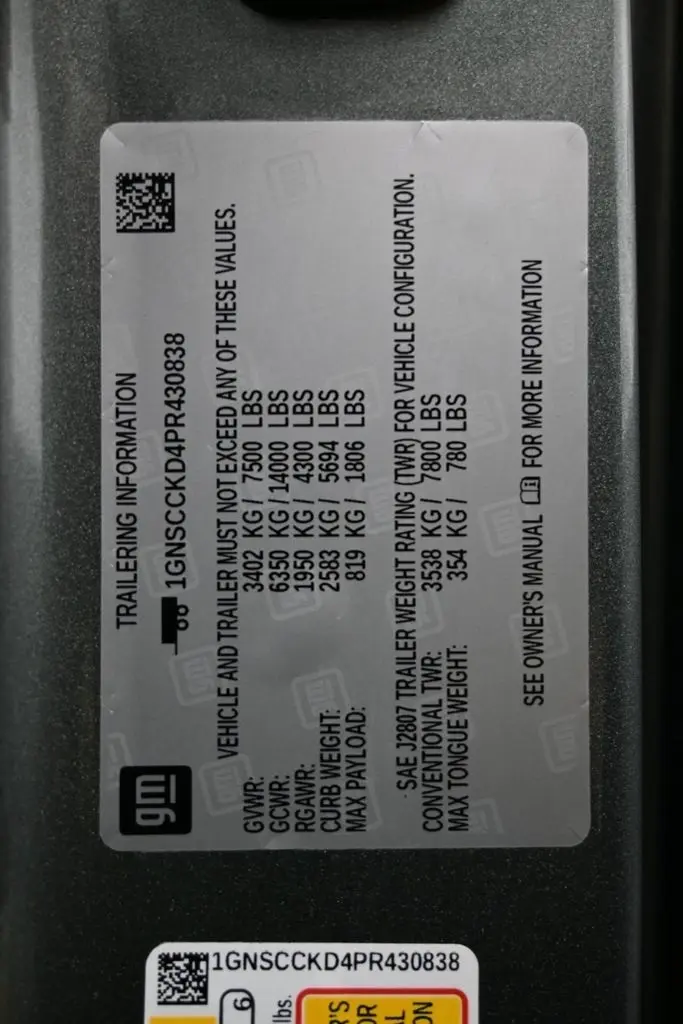 gm
TRAILERING INFORMATION
1GNSCCKD4PR430838
VEHICLE AND TRAILER MUST NOT EXCEED ANY OF THESE VALUES.
GVWR: 3402 KG / 7500 LBS
GCWR: 6350 KG / 14000 LBS
RGAWR: 1950 KG / 4300 LBS
CURB WEIGHT: 2583 KG / 5694 LBS
MAX PAYLOAD: 819 KG / 1806 LBS
SAE J2807 TRAILER WEIGHT RATING (TWR) FOR VEHICLE CONFIGURATION.
CONVENTIONAL TWR: 3538 KG / 7800 LBS
MAX TONGUE WEIGHT: 354 KG / 780 LBS
SEE OWNER'S MANUAL FOR MORE INFORMATION
1GNSCCKD4PR430838
6
lbs.